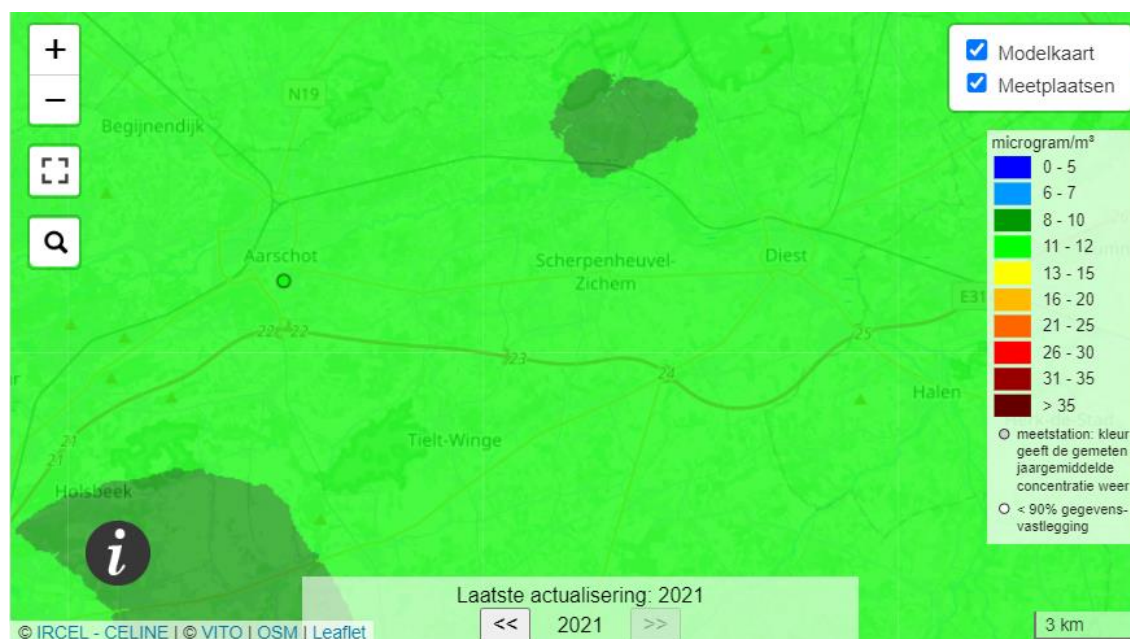 +
−
N19
Begijnendijk
Aarschot
Scherpenheuvel-
Zichem
Diest
E31
22
22
23
24
25
21
21
Halen
Tielt-Winge
Holsbeek
i
Modelkaart
Meetplaatsen
microgram/m³
0 - 5
6 - 7
8 - 10
11 - 12
13 - 15
16 - 20
21 - 25
26 - 30
31 - 35
> 35
meetstation: kleur
geeft de gemeten
jaargemiddelde
concentratie weer
< 90% gegevens-
vastlegging
Laatste actualisering: 2021
<< 2021 >>
3 km
© IRCEL - CELINE | © VITO | OSM | Leaflet